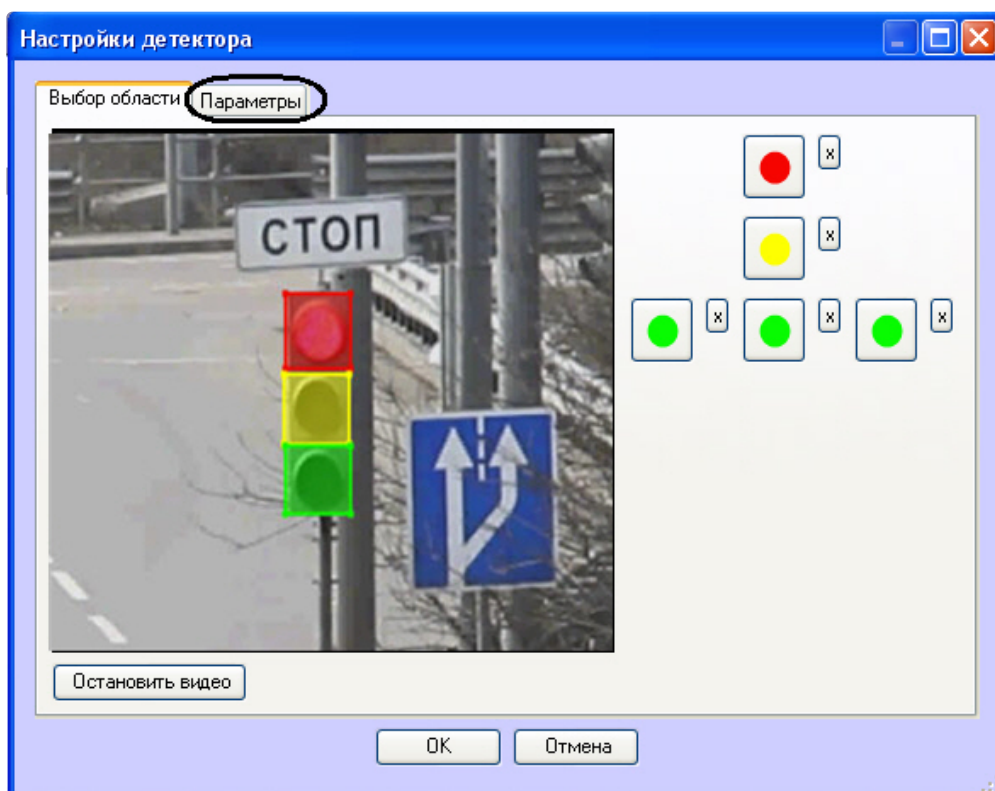 Настройки детектора
Выбор области Параметры
x
СТОП
x
x x x
Остановить видео
OK Отмена